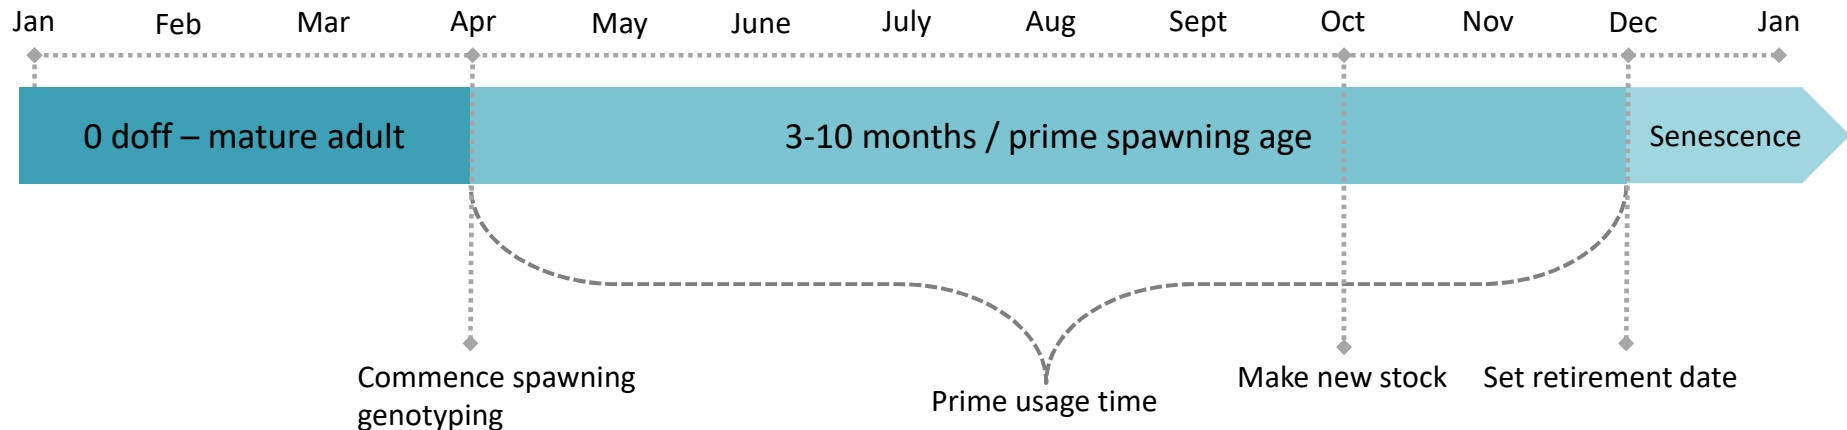 Jan Feb Mar Apr May June July Aug Sept Oct Nov Dec Jan
0 doff – mature adult
3-10 months / prime spawning age
Senescence
Commence spawning
genotyping
Prime usage time
Make new stock
Set retirement date